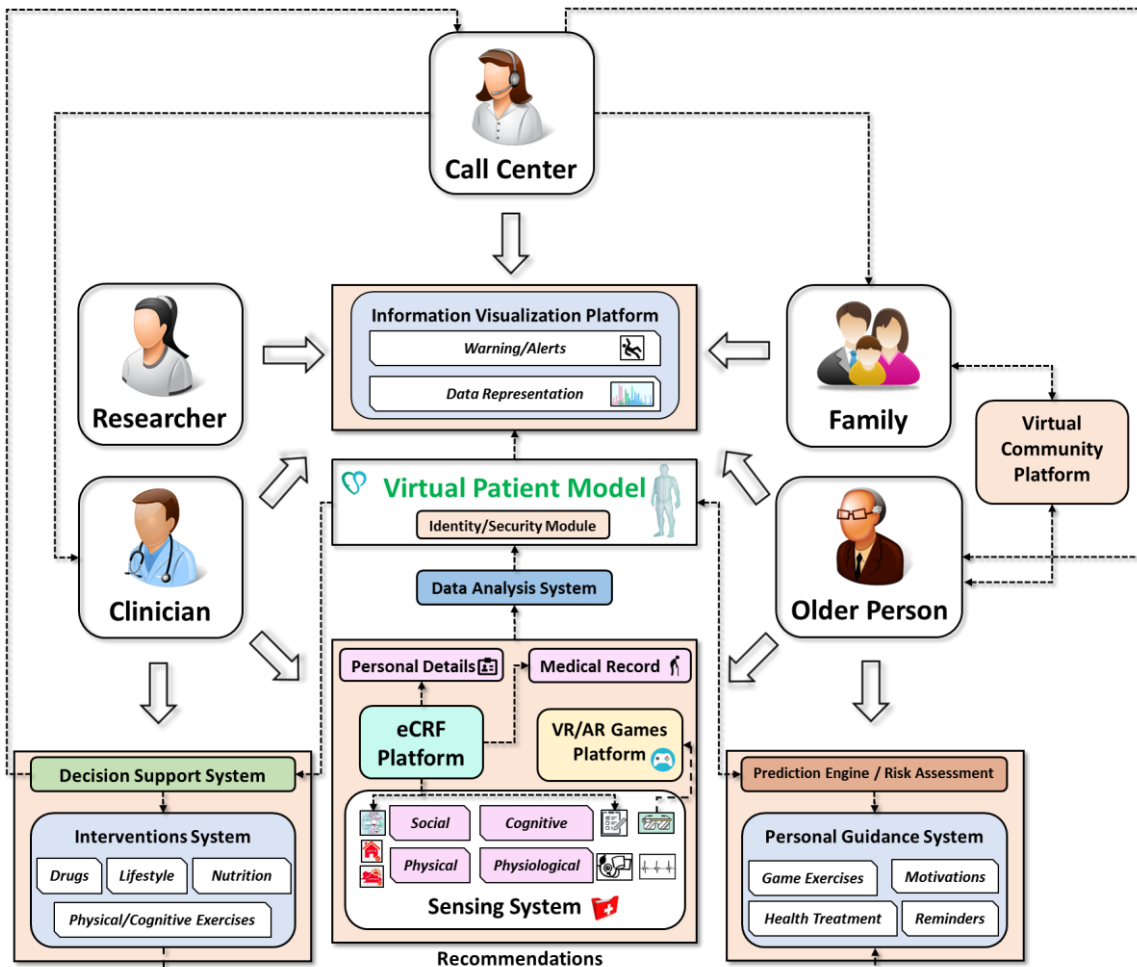 Call Center
Researcher
Information Visualization Platform
Warning/Alerts
Data Representation
Family
Virtual
Community
Platform
Clinician
Virtual Patient Model
Identity/Security Module
Older Person
Data Analysis System
Personal Details
Medical Record
eCRF
Platform
VR/AR Games
Platform
Decision Support System
Interventions System
Drugs
Lifestyle
Nutrition
Physical/Cognitive Exercises
Social
Cognitive
Physical
Physiological
Sensing System
Prediction Engine / Risk Assessment
Personal Guidance System
Game Exercises
Motivations
Health Treatment
Reminders
Recommendations